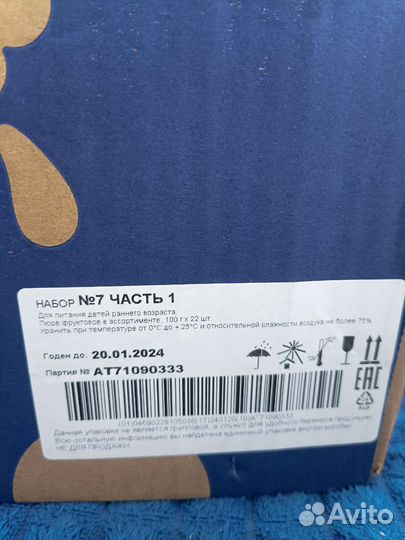 НАБОР №7 ЧАСТЬ 1
Для питания детей раннего возраста
Пюре фруктовое в ассортименте, 100 г х 22 шт.
Хранить при температуре от 0°С до + 25°С и относительной влажности воздуха не более 75%
Годен до: 20.01.2024
Партия № АТ71090333
EAC
Данная упаковка не является групповой, а служит для удобного переноса продукции.
Всю остальную информацию вы найдете на единичной упаковке внутри коробки.
НЕ ДЛЯ ПРОДАЖИ.
Avito